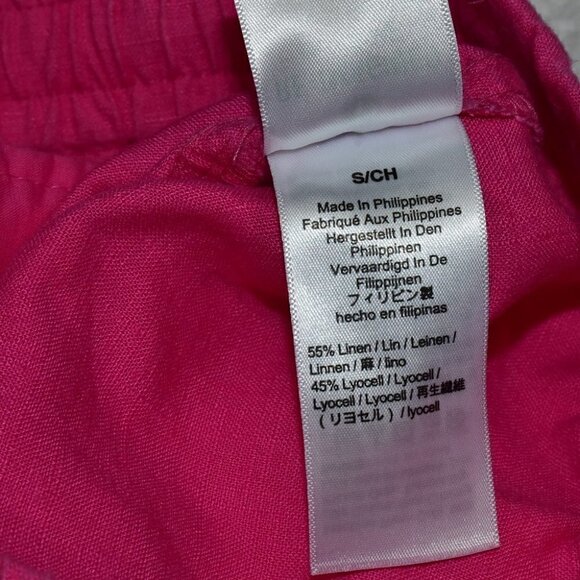 S/CH
Made In Philippines
Fabriqué Aux Philippines
Hergestellt In Den
Philippinen
Vervaardigd In De
Filippijnen
フィリピン製
hecho en filipinas
55% Linen / Lin / Leinen /
Linnen / 麻 / lino
45% Lyocell / Lyocell /
Lyocell / Lyocell / 再生繊維
(リヨセル) / lyocell